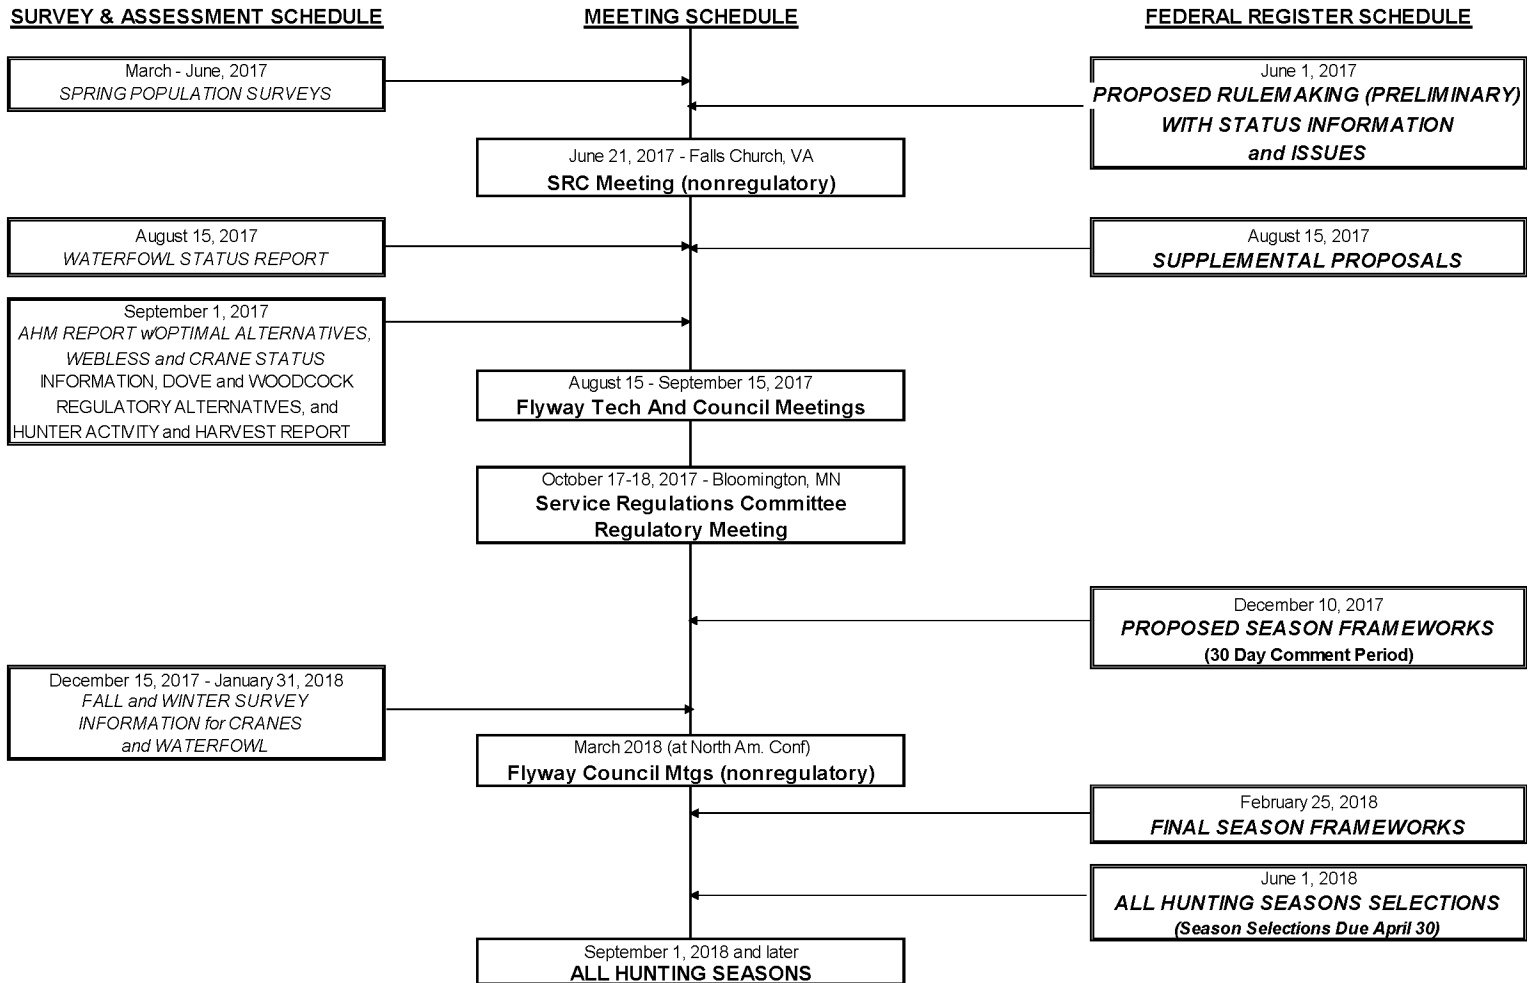 SURVEY & ASSESSMENT SCHEDULE
March - June, 2017
SPRING POPULATION SURVEYS
August 15, 2017
WATERFOWL STATUS REPORT
September 1, 2017
AHM REPORT w/OPTIMAL ALTERNATIVES,
WEBLESS and CRANE STATUS
INFORMATION, DOVE and WOODCOCK
REGULATORY ALTERNATIVES, and
HUNTER ACTIVITY and HARVEST REPORT
December 15, 2017 - January 31, 2018
FALL and WINTER SURVEY
INFORMATION for CRANES
and WATERFOWL
MEETING SCHEDULE
June 21, 2017 - Falls Church, VA
SRC Meeting (nonregulatory)
August 15 - September 15, 2017
Flyway Tech And Council Meetings
October 17-18, 2017 - Bloomington, MN
Service Regulations Committee
Regulatory Meeting
March 2018 (at North Am. Conf)
Flyway Council Mtgs (nonregulatory)
September 1, 2018 and later
ALL HUNTING SEASONS
FEDERAL REGISTER SCHEDULE
June 1, 2017
PROPOSED RULEMAKING (PRELIMINARY)
WITH STATUS INFORMATION
and ISSUES
August 15, 2017
SUPPLEMENTAL PROPOSALS
December 10, 2017
PROPOSED SEASON FRAMEWORKS
(30 Day Comment Period)
February 25, 2018
FINAL SEASON FRAMEWORKS
June 1, 2018
ALL HUNTING SEASONS SELECTIONS
(Season Selections Due April 30)